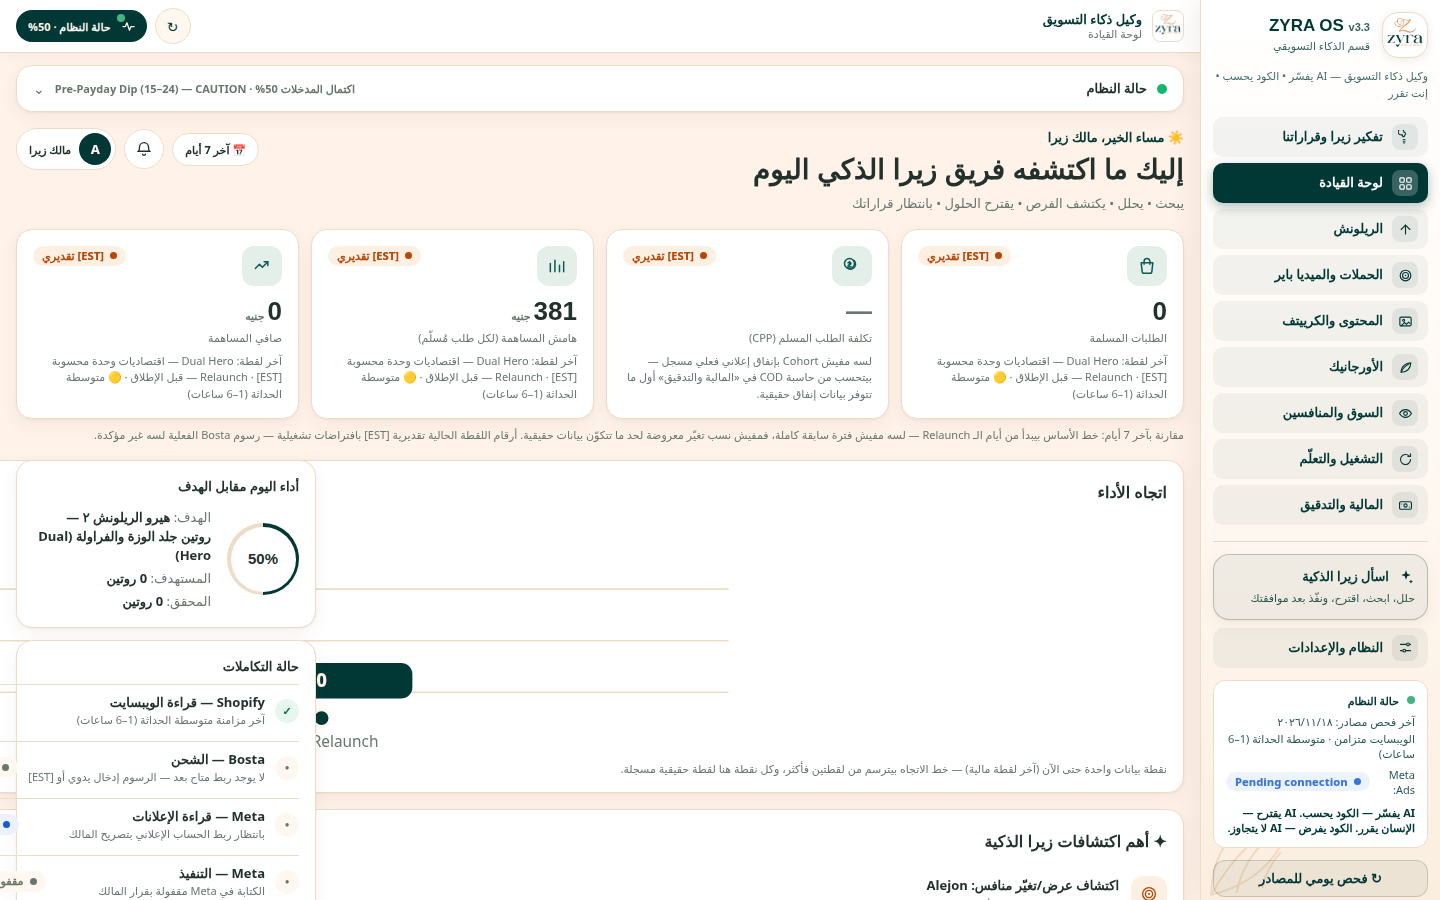 ZYRA OS v3.3
قسم الذكاء التسويقي
وكيل ذكاء التسويق — AI يفسّر • الكود يحسب •
إنت تقرر
تفكير زيرا وقراراتنا
لوحة القيادة
الريلونش
الحملات والميديا باير
المحتوى والكرييتف
الأورجانيك
السوق والمنافسين
التشغيل والتعلّم
المالية والتدقيق
اسأل زيرا الذكية
حلل، ابحث، اقترح، ونفّذ بعد موافقتك
النظام والإعدادات
حالة النظام
آخر فحص مصادر: ٢٠٢٦/١١/١٨
الويبسايت متزامن · متوسطة الحداثة (1–6
ساعات)
Meta
Ads:
Pending connection
AI يفسّر — الكود يحسب. AI يقترح —
الإنسان يقرر. الكود يفرض — AI لا يتجاوز.
↻ فحص يومي للمصادر
zyra
وكيل ذكاء التسويق
لوحة القيادة
↻
حالة النظام · 50%
حالة النظام
اكتمال المدخلات 50% · Pre-Payday Dip (15–24) — CAUTION
☀️ مساء الخير، مالك زيرا
إليك ما اكتشفه فريق زيرا الذكي اليوم
يبحث • يحلل • يكتشف الفرص • يقترح الحلول • بانتظار قراراتك
📅 آخر 7 أيام
A
مالك زيرا
[EST] تقديري
0
الطلبات المسلمة
آخر لقطة: Dual Hero — اقتصاديات وحدة محسوبة
[EST] · Relaunch — قبل الإطلاق · 🟡 متوسطة
الحداثة (1–6 ساعات)
[EST] تقديري
—
تكلفة الطلب المسلم (CPP)
لسه مفيش Cohort بإنفاق إعلاني فعلي مسجل —
بيتحسب من حاسبة COD في «المالية والتدقيق» أول ما
تتوفر بيانات إنفاق حقيقية.
[EST] تقديري
381 جنيه
هامش المساهمة (لكل طلب مُسلّم)
آخر لقطة: Dual Hero — اقتصاديات وحدة محسوبة
[EST] · Relaunch — قبل الإطلاق · 🟡 متوسطة
الحداثة (1–6 ساعات)
[EST] تقديري
0 جنيه
صافي المساهمة
آخر لقطة: Dual Hero — اقتصاديات وحدة محسوبة
[EST] · Relaunch — قبل الإطلاق · 🟡 متوسطة
الحداثة (1–6 ساعات)
مقارنة بآخر 7 أيام: خط الأساس بيبدأ من أيام الـ Relaunch — لسه مفيش فترة سابقة كاملة، فمفيش نسب تغيّر معروضة لحد ما تتكوّن بيانات حقيقية. أرقام اللقطة الحالية تقديرية [EST] بافتراضات تشغيلية — رسوم Bosta الفعلية لسه غير مؤكدة.
اتجاه الأداء
0
Relaunch
نقطة بيانات واحدة حتى الآن (آخر لقطة مالية) — خط الاتجاه بيترسم من لقطتين فأكثر، وكل نقطة هنا لقطة حقيقية مسجلة.
أداء اليوم مقابل الهدف
50%
الهدف: هيرو الريلونش ٢ —
روتين جلد الوزة والفراولة (Dual
Hero)
المستهدف: 0 روتين
المحقق: 0 روتين
حالة التكاملات
✓
Shopify — قراءة الويبسايت
آخر مزامنة متوسطة الحداثة (1–6 ساعات)
Bosta — الشحن
لا يوجد ربط متاح بعد — الرسوم إدخال يدوي أو [EST]
Meta — قراءة الإعلانات
بانتظار ربط الحساب الإعلاني بتصريح المالك
Meta — التنفيذ
الكتابة في Meta مقفولة بقرار المالك
✦ أهم اكتشافات زيرا الذكية
اكتشاف عرض/تغيّر منافس: Alejon